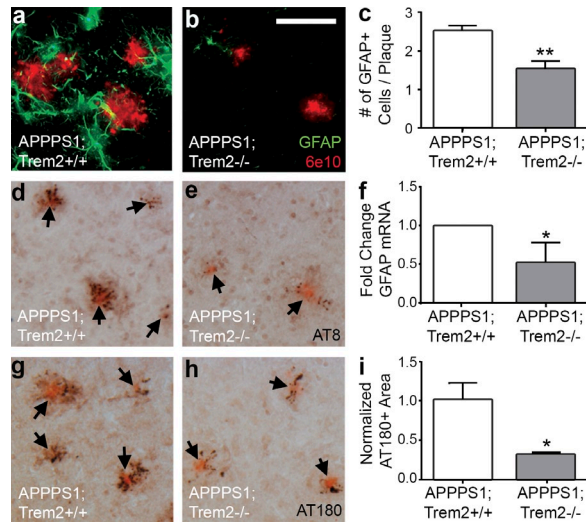 a
APPPS1;
Trem2+/+
b
APPPS1;
Trem2-/-
GFAP
6e10
c
# of GFAP+
Cells / Plaque
3
2
1
0
**
APPPS1;
Trem2+/+
APPPS1;
Trem2-/-
d
APPPS1;
Trem2+/+
e
APPPS1;
Trem2-/-
AT8
f
Fold Change
GFAP mRNA
1.5
1.0
0.5
0.0
*
APPPS1;
Trem2+/+
APPPS1;
Trem2-/-
g
APPPS1;
Trem2+/+
h
APPPS1;
Trem2-/-
AT180
i
Normalized
AT180+ Area
1.5
1.0
0.5
0.0
*
APPPS1;
Trem2+/+
APPPS1;
Trem2-/-